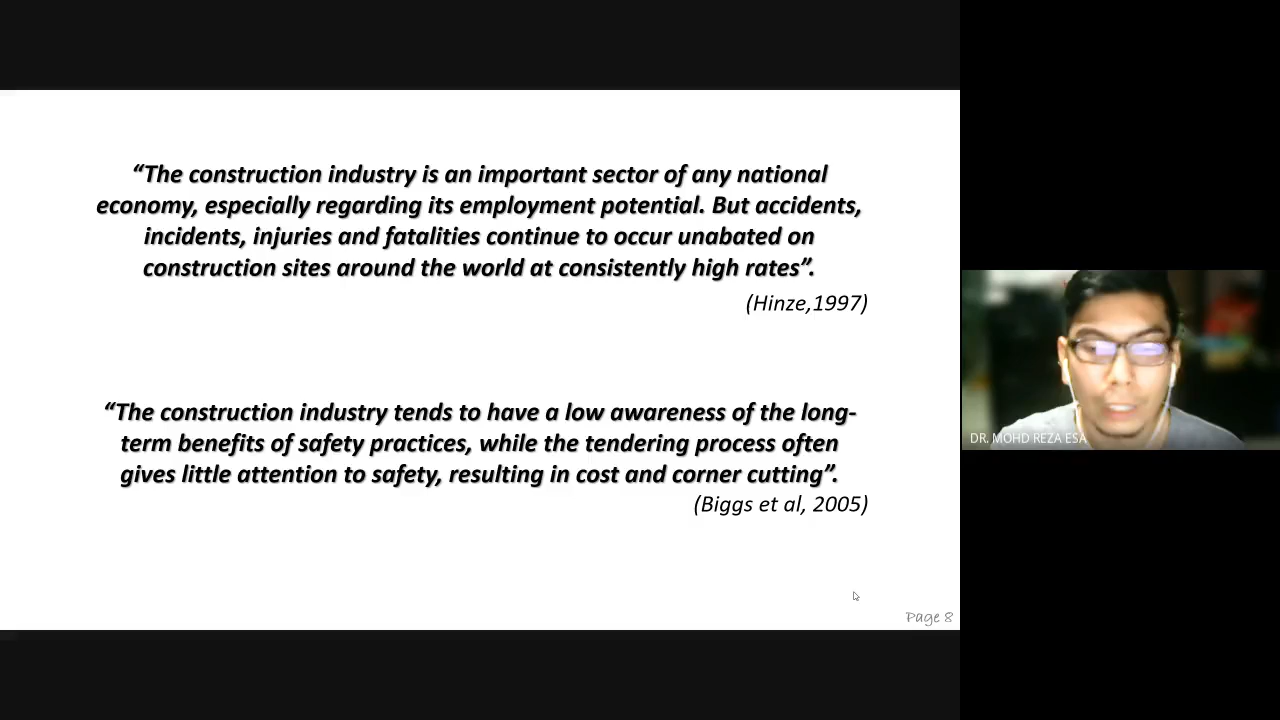 “The construction industry is an important sector of any national
economy, especially regarding its employment potential. But accidents,
incidents, injuries and fatalities continue to occur unabated on
construction sites around the world at consistently high rates”.
(Hinze,1997)
“The construction industry tends to have a low awareness of the long-
term benefits of safety practices, while the tendering process often
gives little attention to safety, resulting in cost and corner cutting”.
(Biggs et al, 2005)
Page 8
DR. MOHD REZA ESA